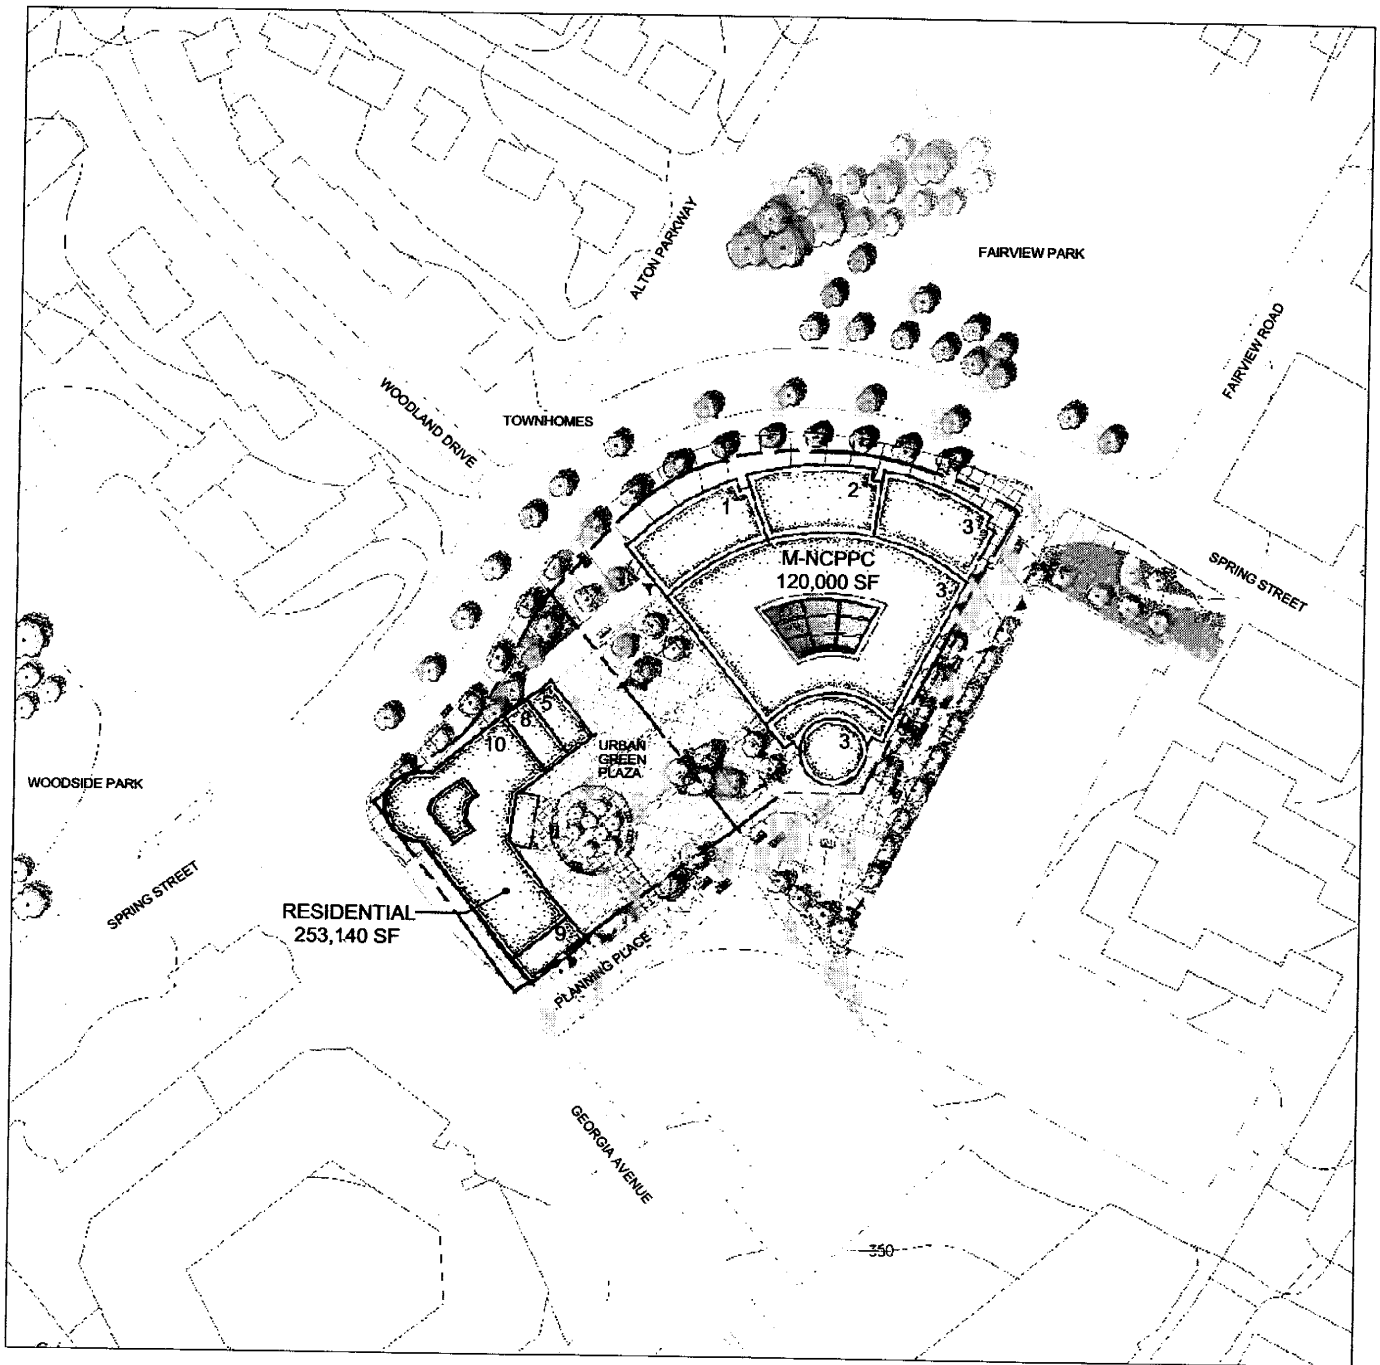 ALTON PARKWAY
FAIRVIEW PARK
FAIRVIEW ROAD
WOODLAND DRIVE
TOWNHOMES
1
2
3
M-NCPPC
120,000 SF
3
SPRING STREET
5
8
10
URBAN
GREEN
PLAZA
3
WOODSIDE PARK
SPRING STREET
RESIDENTIAL
253,140 SF
9
PLANNING PLACE
GEORGIA AVENUE
350